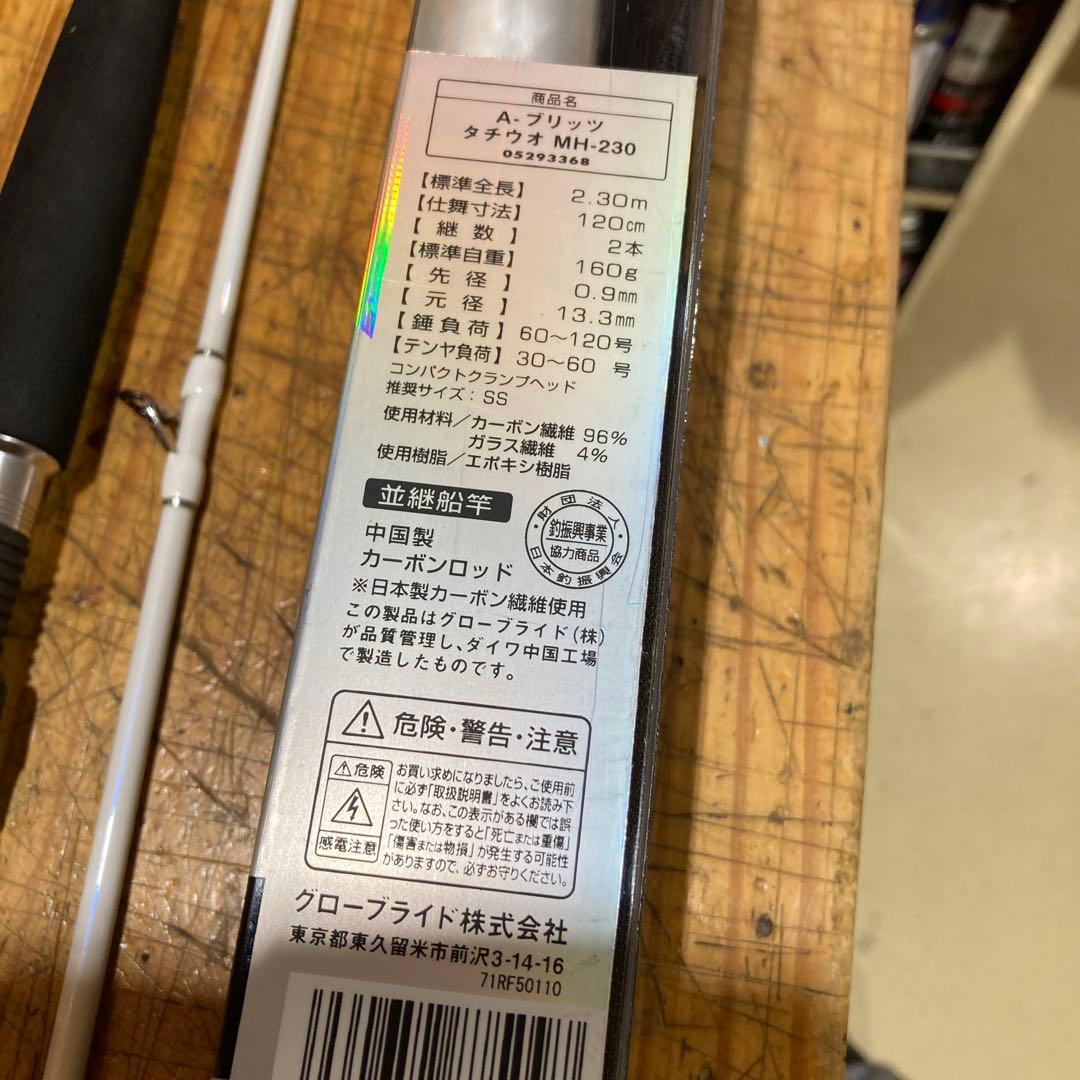 商品名
A-ブリッツ
タチウオ MH-230
05293368
【標準全長】 2.30m
【仕舞寸法】 120cm
【継数】 2本
【標準自重】 160g
【先径】 0.9mm
【元径】 13.3mm
【錘負荷】 60〜120号
【テンヤ負荷】 30〜60号
コンパクトクランプヘッド
推奨サイズ：SS
使用材料/カーボン繊維 96%
ガラス繊維 4%
使用樹脂/エポキシ樹脂
並継船竿
財団法人
釣振興事業
協力商品
日本釣振興会
中国製
カーボンロッド
※日本製カーボン繊維使用
この製品はグローブライド(株)
が品質管理し、ダイワ中国工場
で製造したものです。
危険・警告・注意
危険
感電注意
お買い求めになりましたら、ご使用前
に必ず「取扱説明書」をよくお読み下
さい。なお、この表示がある欄では誤
った使い方をすると「死亡または重傷」
「傷害または物損」が発生する可能性
がありますので、必ずお守りください。
グローブライド株式会社
東京都東久留米市前沢3-14-16
71RF50110